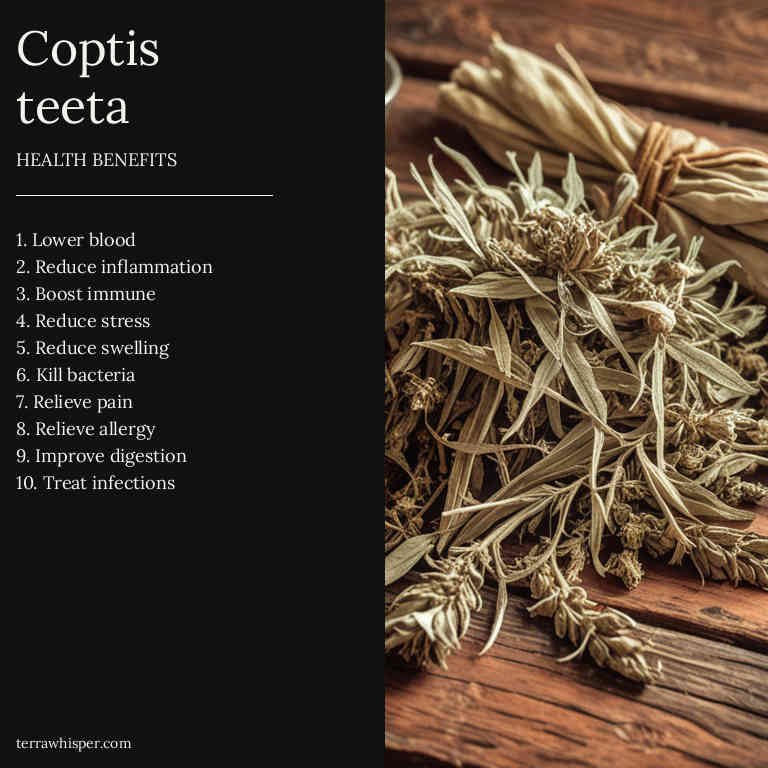 Coptis
teeta
HEALTH BENEFITS
1. Lower blood
2. Reduce inflammation
3. Boost immune
4. Reduce stress
5. Reduce swelling
6. Kill bacteria
7. Relieve pain
8. Relieve allergy
9. Improve digestion
10. Treat infections
terrawhisper.com